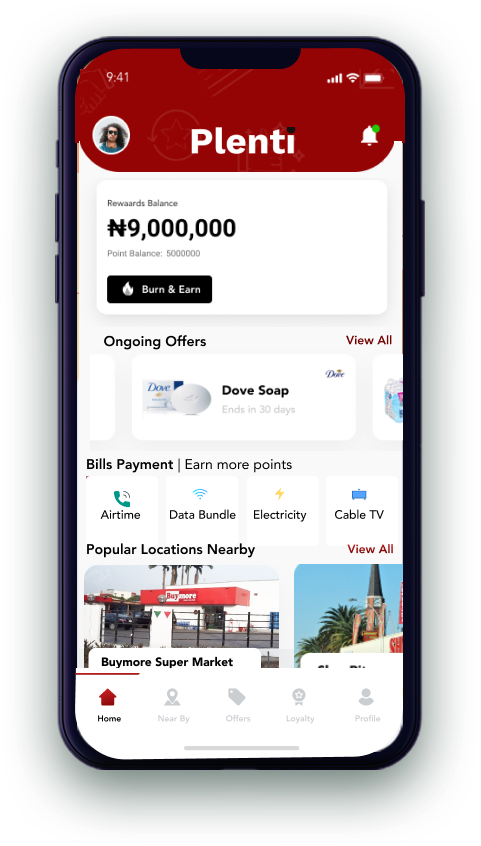 9:41
Plenti
Rewaards Balance
₦9,000,000
Point Balance: 5000000
Burn & Earn
Ongoing Offers View All
Dove
Dove
Dove Soap
Ends in 30 days
Bills Payment | Earn more points
Airtime Data Bundle Electricity Cable TV
Popular Locations Nearby View All
Buymore
Buymore Super Market
Home Near By Offers Loyalty Profile